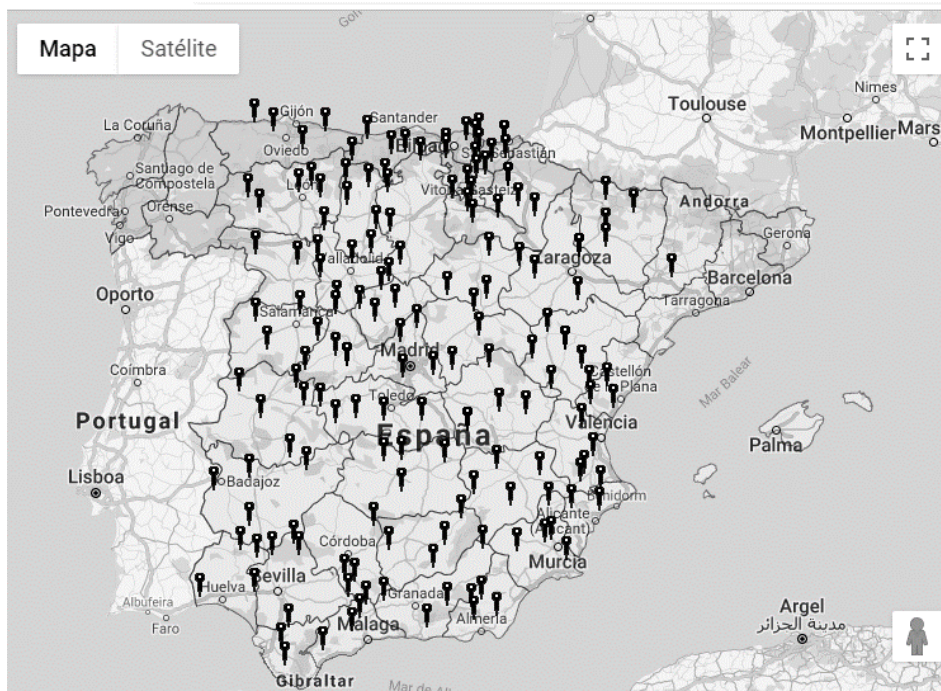 Mapa
Satélite
Toulouse
Nimes
Montpellier
Mars
La Coruña
Gijón
Santander
Oviedo
San Sebastián
Santiago de
Compostela
León
Vitoria-Gasteiz
Andorra
Pontevedra
Orense
Gerona
Vigo
Valladolid
Zaragoza
Barcelona
Oporto
Tarragona
Salamanca
Madrid
Coímbra
Castellón
de la Plana
Mar Balear
Toledo
Portugal
España
Valencia
Palma
Lisboa
Badajoz
Benidorm
Alicante
(Alicant)
Córdoba
Murcia
Sevilla
Huelva
Granada
Albufeira
Faro
Almería
Málaga
Argel
مدينة الجزائر
Gibraltar